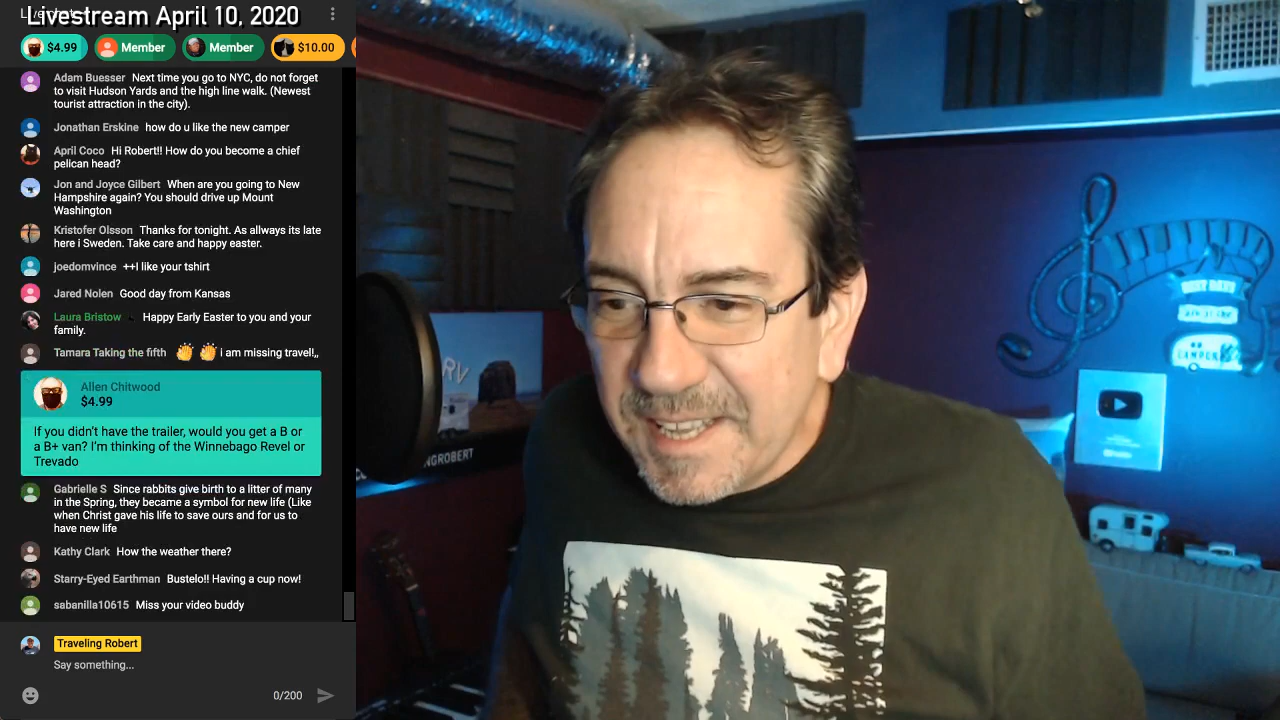 Livestream April 10, 2020
$4.99
Member
Member
$10.00
Adam Buesser Next time you go to NYC, do not forget
to visit Hudson Yards and the high line walk. (Newest
tourist attraction in the city).
Jonathan Erskine how do u like the new camper
April Coco Hi Robert!! How do you become a chief
pelican head?
Jon and Joyce Gilbert When are you going to New
Hampshire again? You should drive up Mount
Washington
Kristofer Olsson Thanks for tonight. As allways its late
here i Sweden. Take care and happy easter.
joedomvince ++I like your tshirt
Jared Nolen Good day from Kansas
Laura Bristow Happy Early Easter to you and your
family.
Tamara Taking the fifth 👏 👏 i am missing travel!,,
Allen Chitwood
$4.99
If you didn't have the trailer, would you get a B or
a B+ van? I'm thinking of the Winnebago Revel or
Trevado
Gabrielle S Since rabbits give birth to a litter of many
in the Spring, they became a symbol for new life (Like
when Christ gave his life to save ours and for us to
have new life
Kathy Clark How the weather there?
Starry-Eyed Earthman Bustelo!! Having a cup now!
sabanilla10615 Miss your video buddy
Traveling Robert
Say something...
0/200
RV
NGROBERT
BEST DAYS